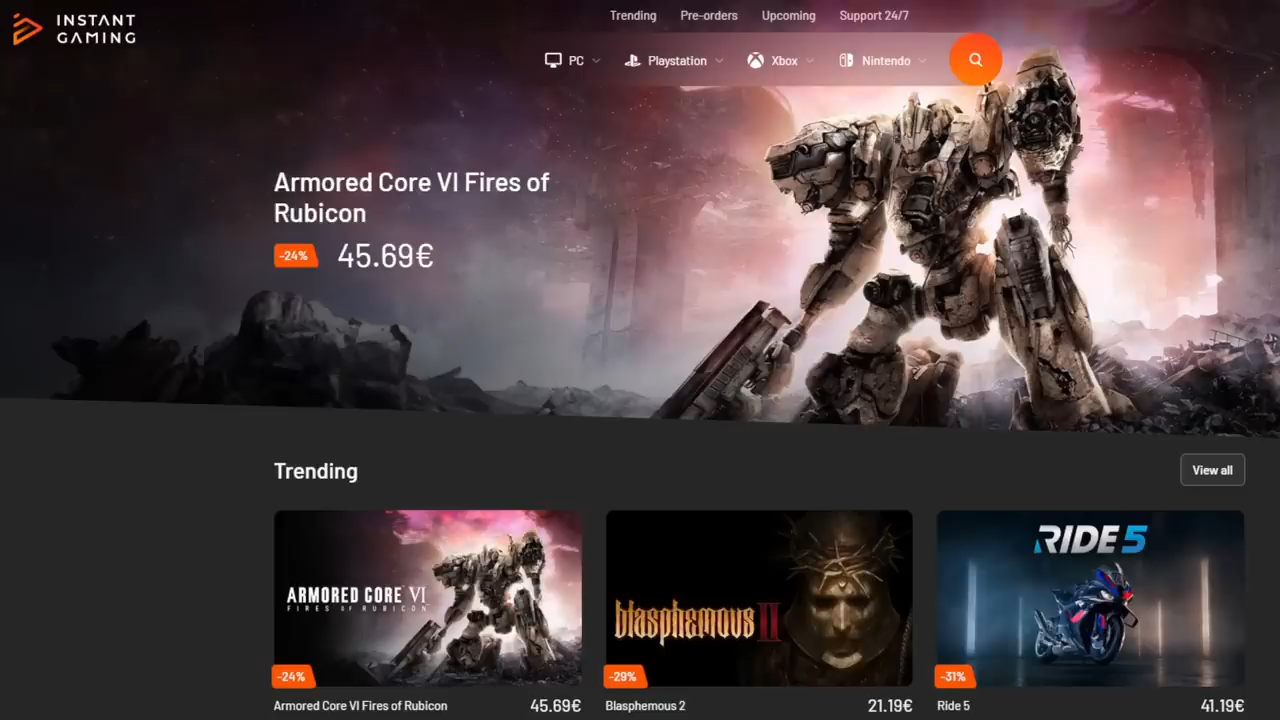 INSTANT
GAMING
Trending
Pre-orders
Upcoming
Support 24/7
PC
Playstation
Xbox
Nintendo
Armored Core VI Fires of
Rubicon
-24%
45.69€
Trending
View all
ARMORED CORE VI
FIRES OF RUBICON
-24%
Armored Core VI Fires of Rubicon
45.69€
blasphemous II
-29%
Blasphemous 2
21.19€
RIDE 5
-31%
Ride 5
41.19€